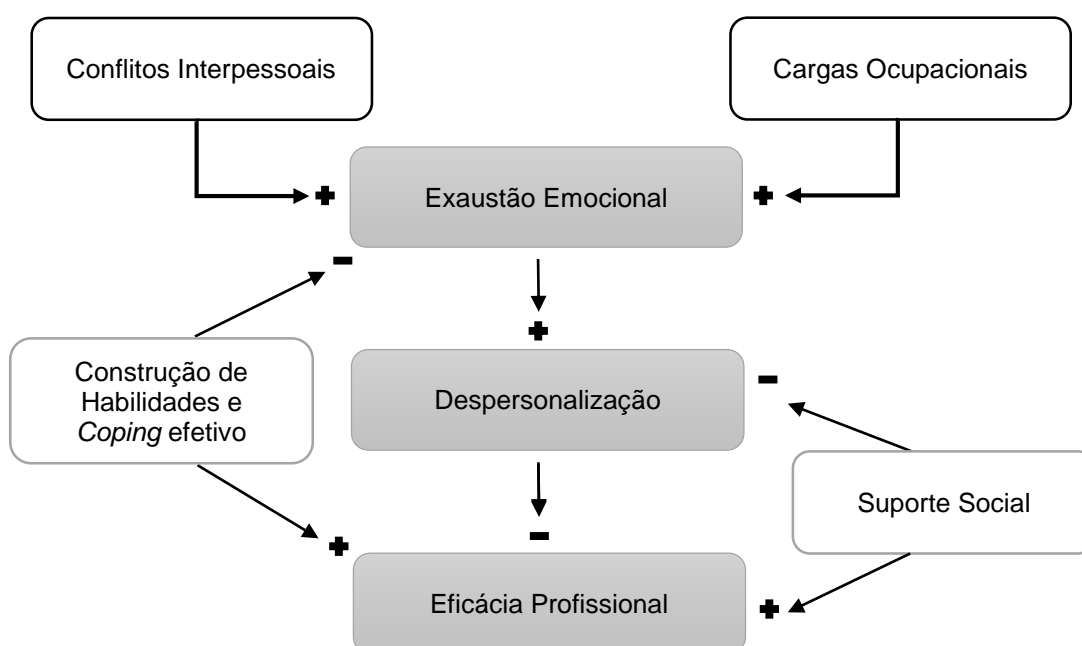 Conflitos Interpessoais
Cargas Ocupacionais
+
Exaustão Emocional
+
-
+
Construção de
Habilidades e
Coping efetivo
Despersonalização
-
Suporte Social
+
-
Eficácia Profissional
+